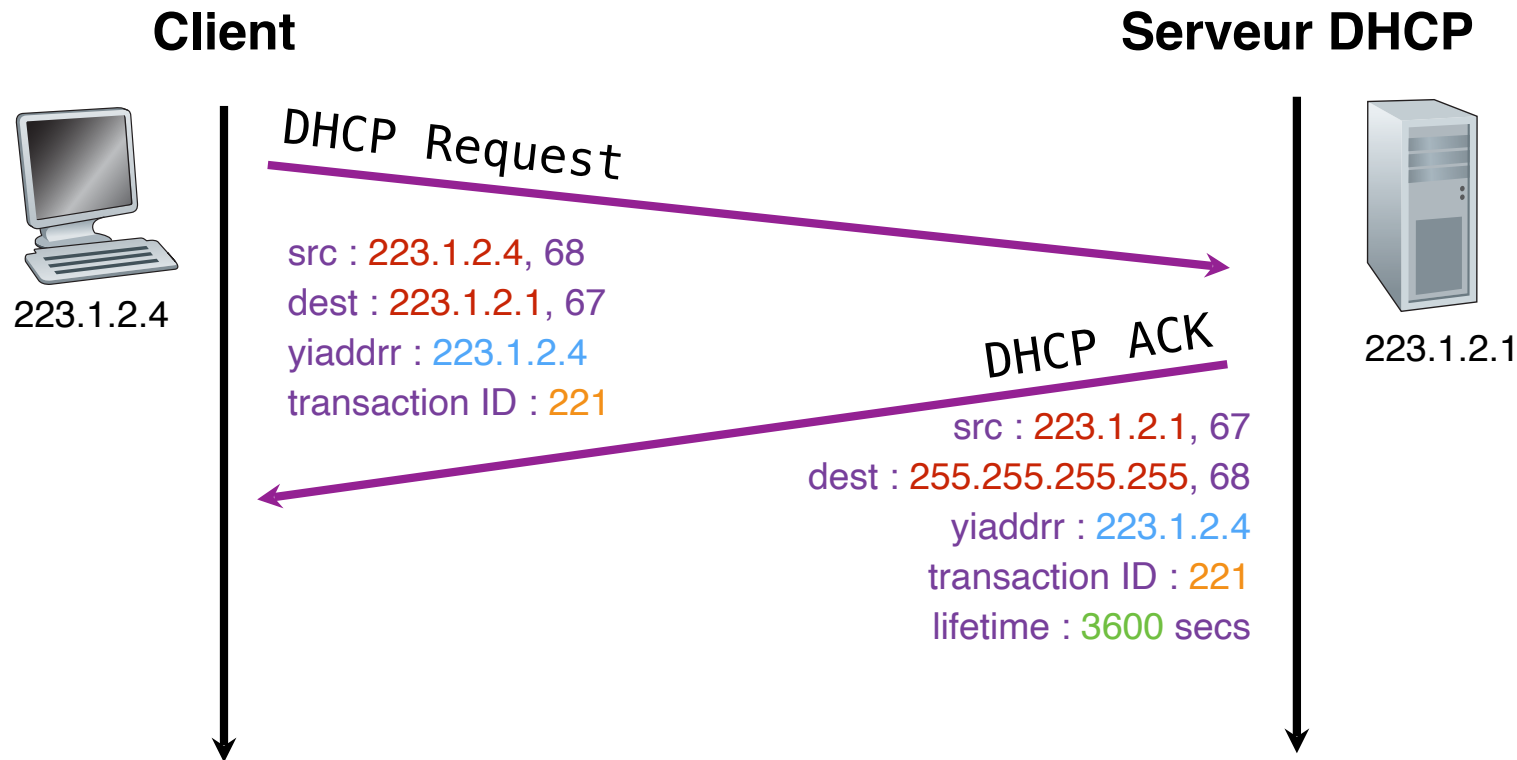 Client
Serveur DHCP
DHCP Request
src : 223.1.2.4, 68
dest : 223.1.2.1, 67
yiaddrr : 223.1.2.4
transaction ID : 221
223.1.2.4
DHCP ACK
223.1.2.1
src : 223.1.2.1, 67
dest : 255.255.255.255, 68
yiaddrr : 223.1.2.4
transaction ID : 221
lifetime : 3600 secs